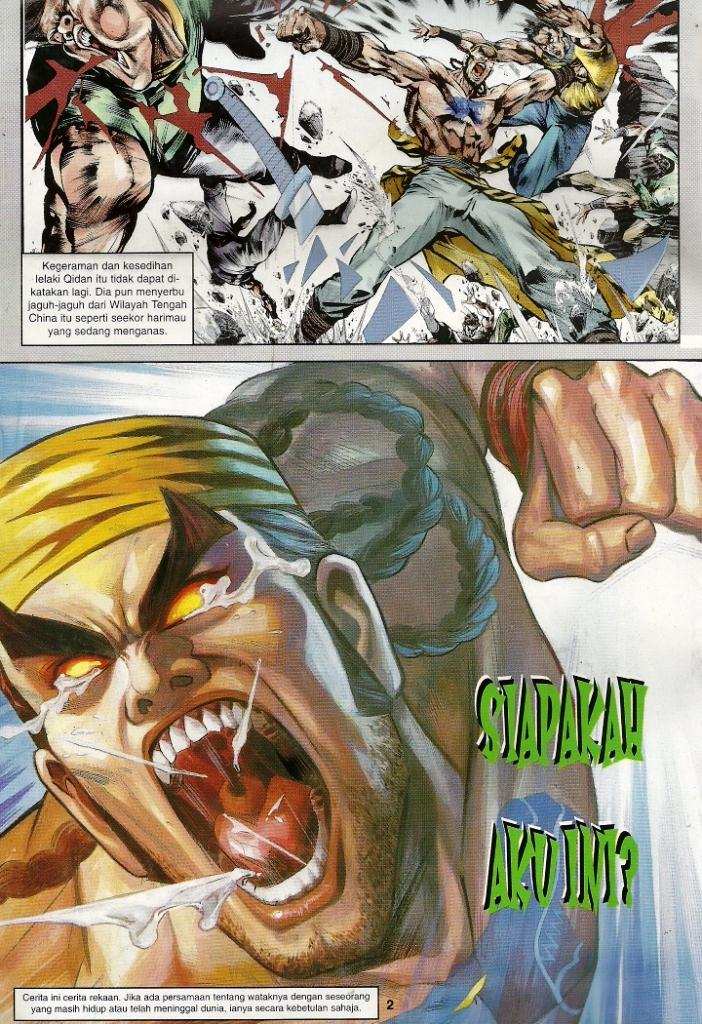 Kegeraman dan kesedihan
lelaki Qidan itu tidak dapat di-
katakan lagi. Dia pun menyerbu
jaguh-jaguh dari Wilayah Tengah
China itu seperti seekor harimau
yang sedang menganas.
SIAPAKAH
AKU INI?
Cerita ini cerita rekaan. Jika ada persamaan tentang wataknya dengan seseorang
yang masih hidup atau telah meninggal dunia, ianya secara kebetulan sahaja.
2